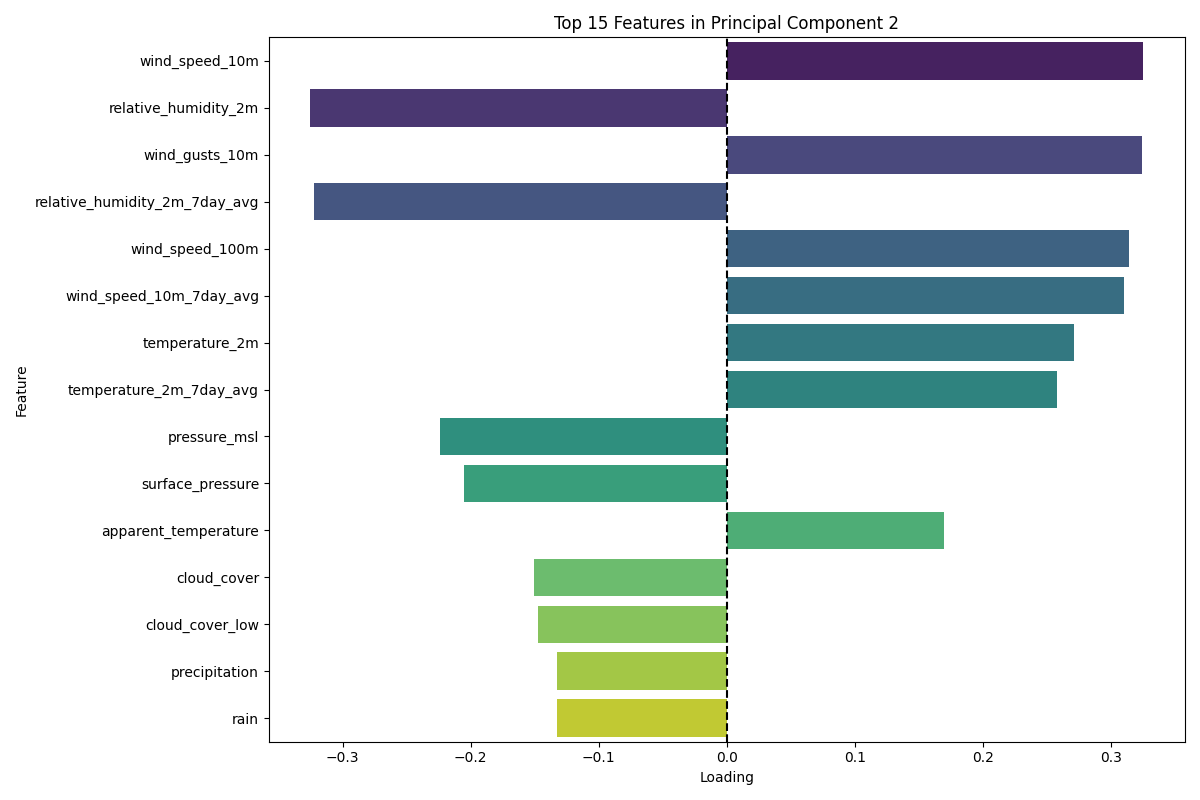 Top 15 Features in Principal Component 2
Feature
wind_speed_10m
relative_humidity_2m
wind_gusts_10m
relative_humidity_2m_7day_avg
wind_speed_100m
wind_speed_10m_7day_avg
temperature_2m
temperature_2m_7day_avg
pressure_msl
surface_pressure
apparent_temperature
cloud_cover
cloud_cover_low
precipitation
rain
−0.3 −0.2 −0.1 0.0 0.1 0.2 0.3
Loading